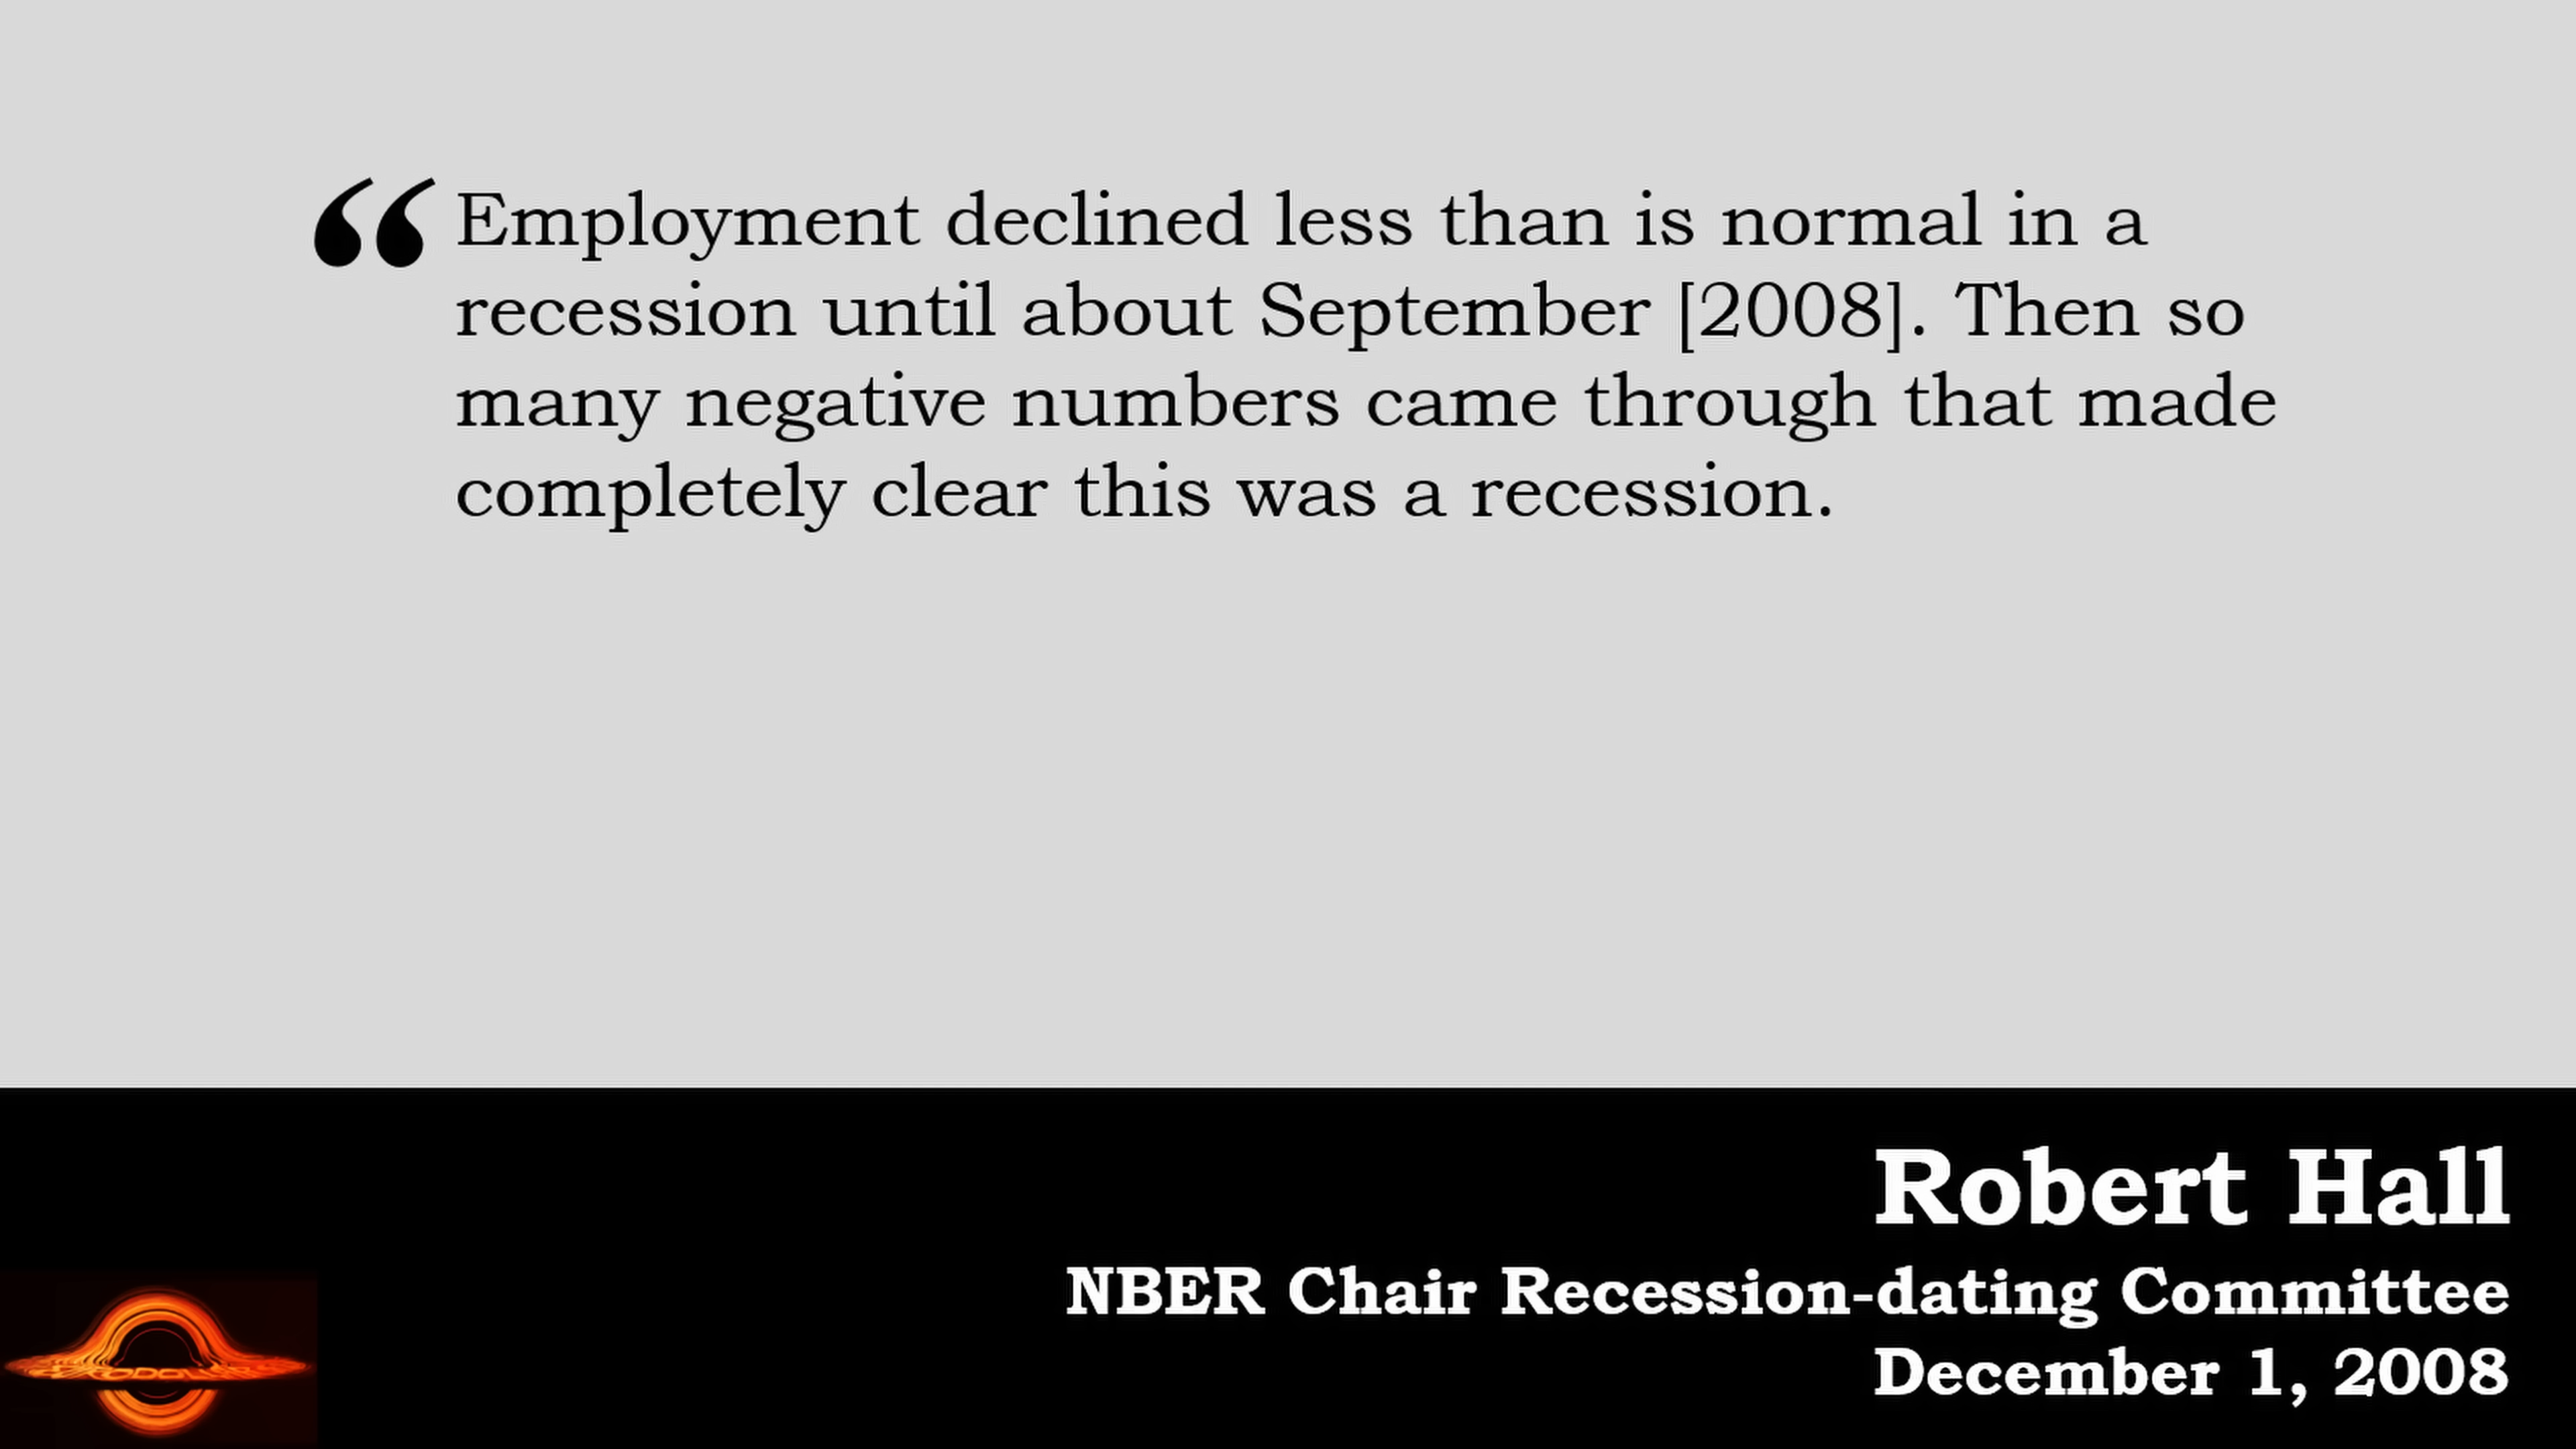 “Employment declined less than is normal in a
recession until about September [2008]. Then so
many negative numbers came through that made
completely clear this was a recession.
Robert Hall
NBER Chair Recession-dating Committee
December 1, 2008